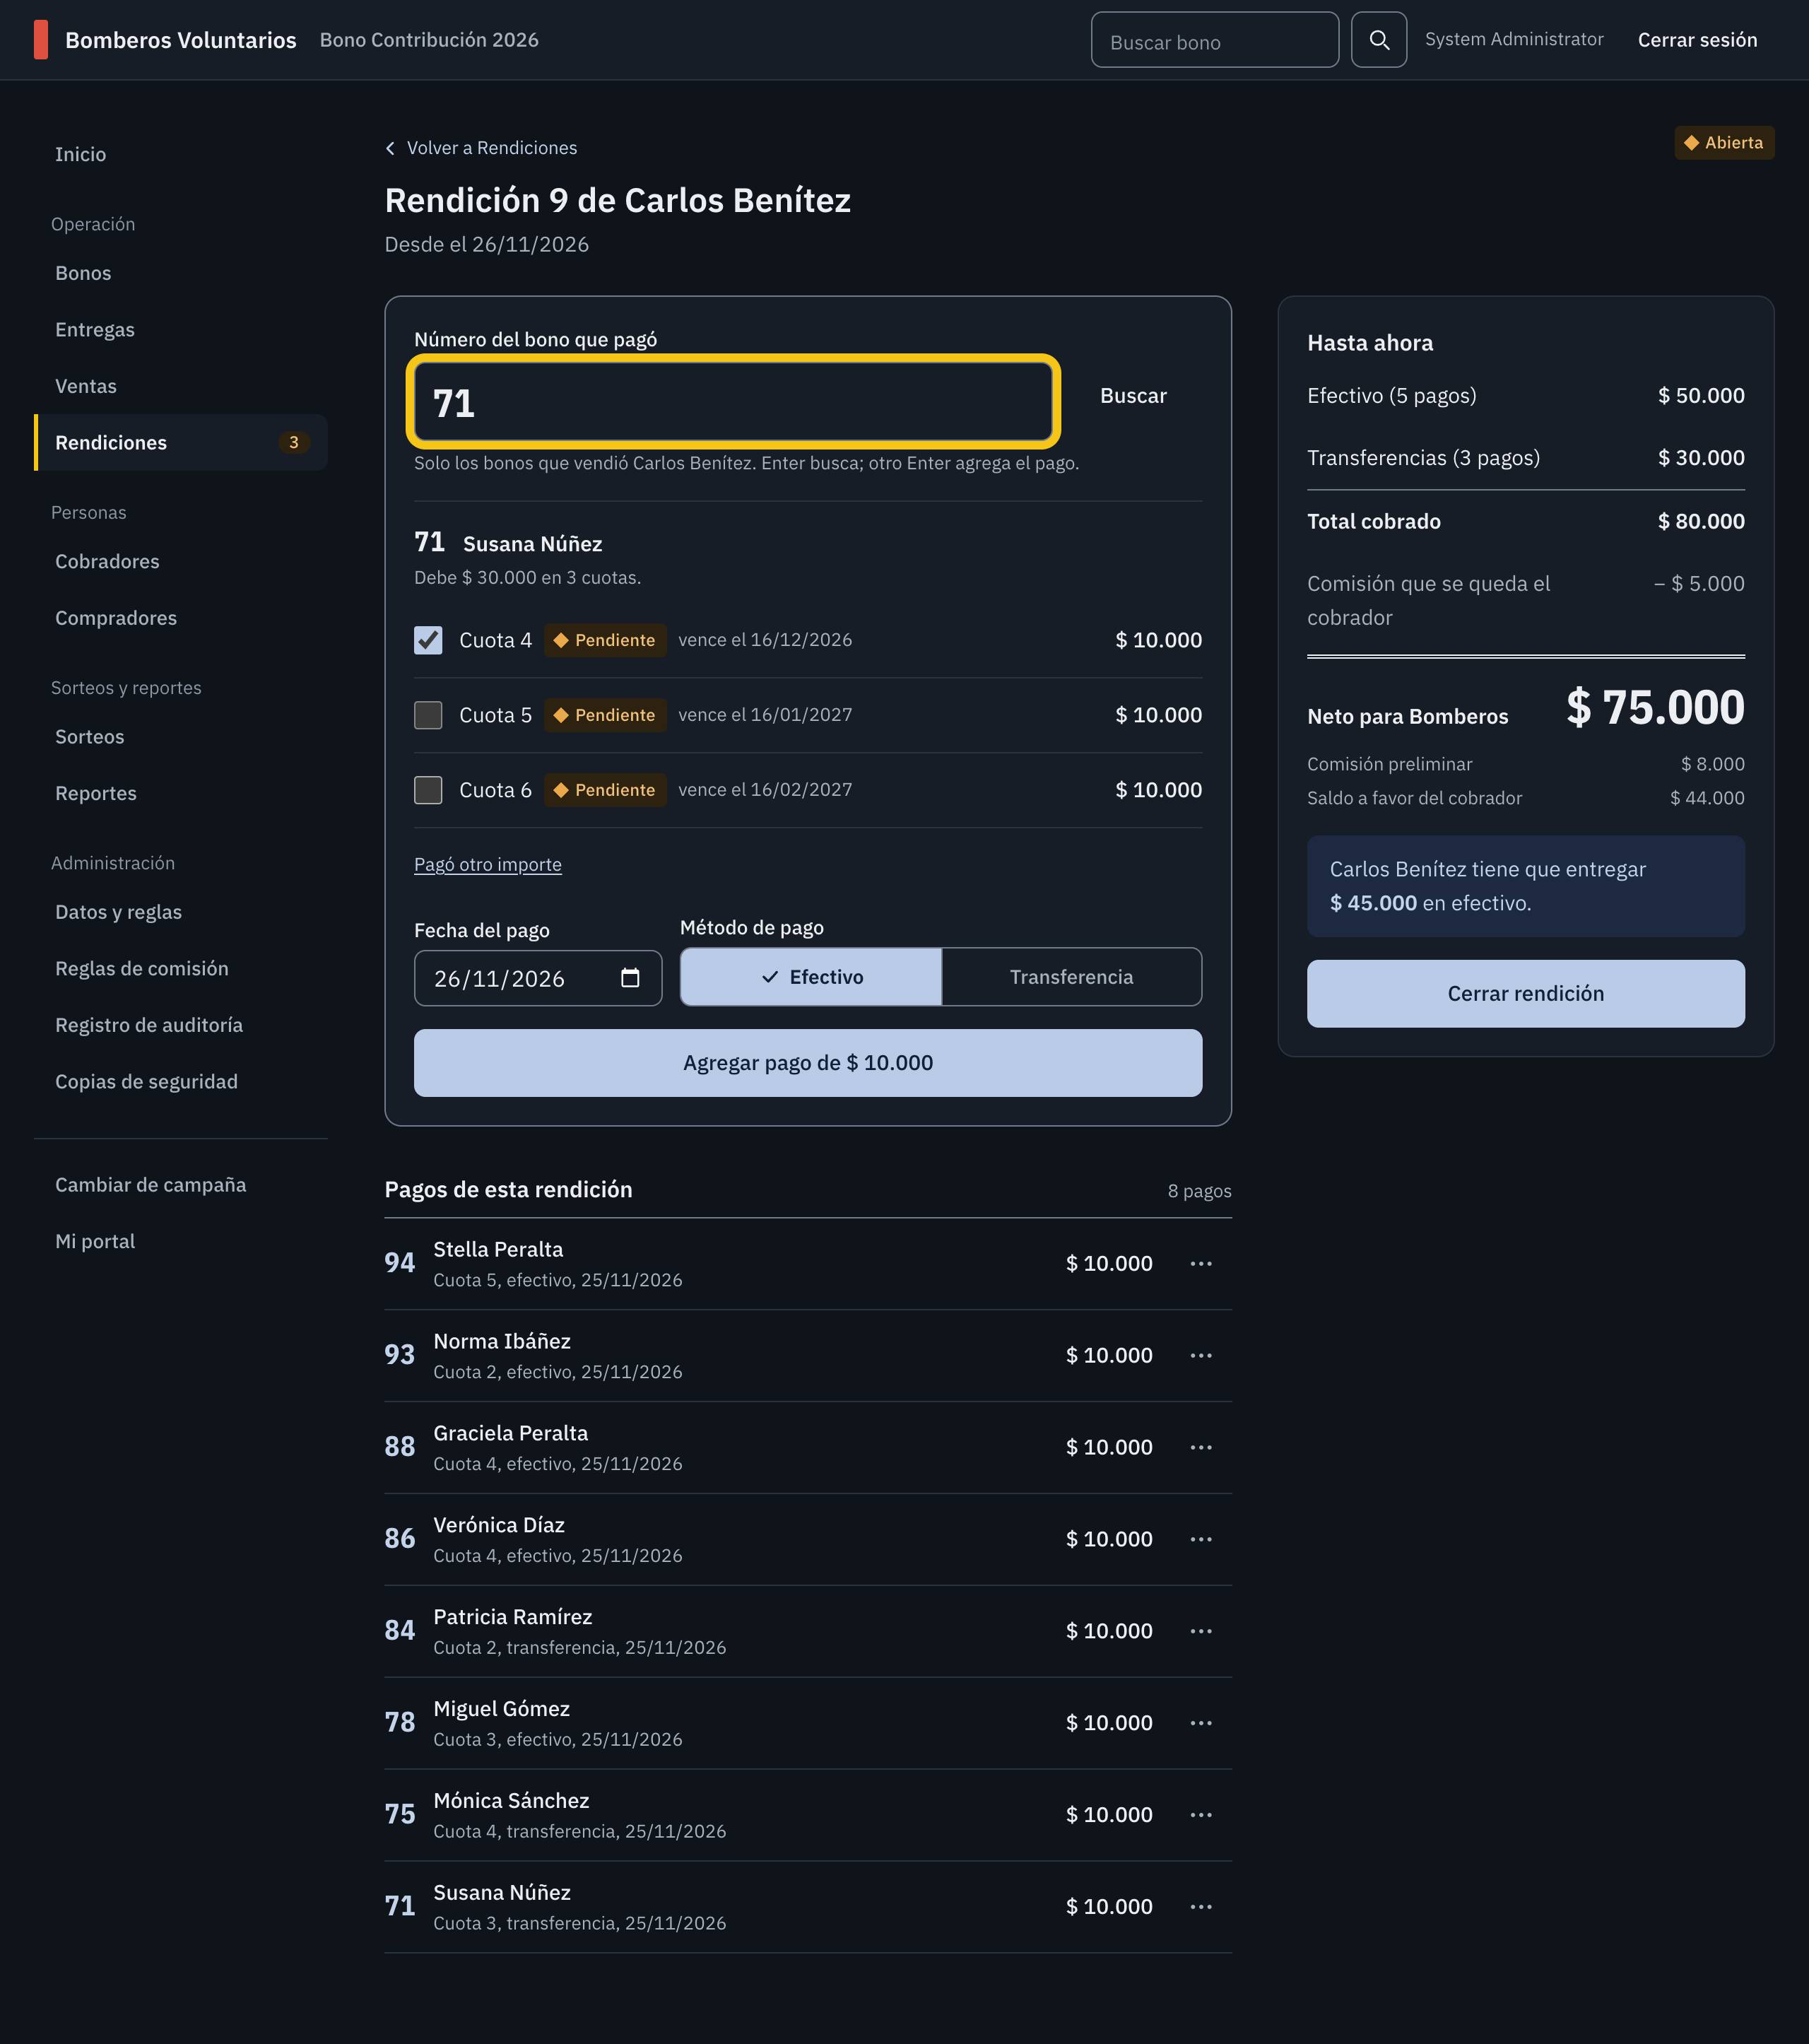 Bomberos Voluntarios Bono Contribución 2026 Buscar bono System Administrator Cerrar sesión
Inicio
Operación
Bonos
Entregas
Ventas
Rendiciones 3
Personas
Cobradores
Compradores
Sorteos y reportes
Sorteos
Reportes
Administración
Datos y reglas
Reglas de comisión
Registro de auditoría
Copias de seguridad
Cambiar de campaña
Mi portal
Volver a Rendiciones
Abierta
Rendición 9 de Carlos Benítez
Desde el 26/11/2026
Número del bono que pagó
71 Buscar
Solo los bonos que vendió Carlos Benítez. Enter busca; otro Enter agrega el pago.
71 Susana Núñez
Debe $ 30.000 en 3 cuotas.
Cuota 4 Pendiente vence el 16/12/2026 $ 10.000
Cuota 5 Pendiente vence el 16/01/2027 $ 10.000
Cuota 6 Pendiente vence el 16/02/2027 $ 10.000
Pagó otro importe
Fecha del pago Método de pago
26/11/2026 Efectivo Transferencia
Agregar pago de $ 10.000
Hasta ahora
Efectivo (5 pagos) $ 50.000
Transferencias (3 pagos) $ 30.000
Total cobrado $ 80.000
Comisión que se queda el – $ 5.000
cobrador
Neto para Bomberos $ 75.000
Comisión preliminar $ 8.000
Saldo a favor del cobrador $ 44.000
Carlos Benítez tiene que entregar
$ 45.000 en efectivo.
Cerrar rendición
Pagos de esta rendición 8 pagos
94 Stella Peralta $ 10.000 ...
Cuota 5, efectivo, 25/11/2026
93 Norma Ibáñez $ 10.000 ...
Cuota 2, efectivo, 25/11/2026
88 Graciela Peralta $ 10.000 ...
Cuota 4, efectivo, 25/11/2026
86 Verónica Díaz $ 10.000 ...
Cuota 4, efectivo, 25/11/2026
84 Patricia Ramírez $ 10.000 ...
Cuota 2, transferencia, 25/11/2026
78 Miguel Gómez $ 10.000 ...
Cuota 3, efectivo, 25/11/2026
75 Mónica Sánchez $ 10.000 ...
Cuota 4, transferencia, 25/11/2026
71 Susana Núñez $ 10.000 ...
Cuota 3, transferencia, 25/11/2026